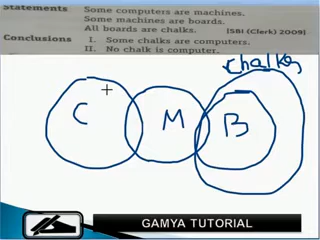 Statements Some computers are machines.
Some machines are boards.
All boards are chalks. [SBI (Clerk) 2009]
Conclusions I. Some chalks are computers.
II. No chalk is computer.
chalks
C M B
GAMYA TUTORIAL